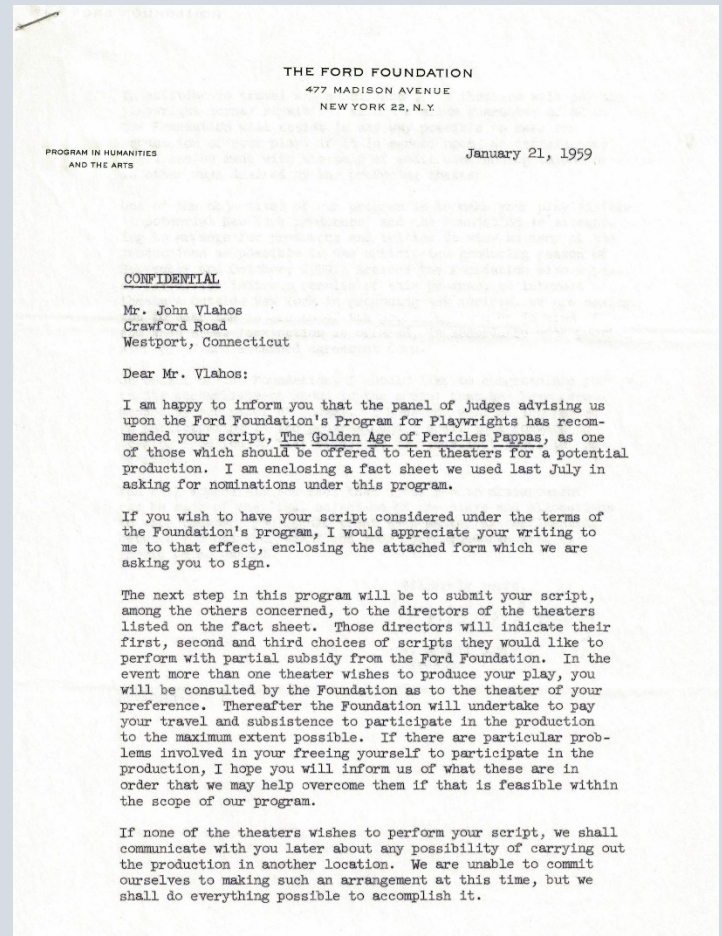 THE FORD FOUNDATION
477 MADISON AVENUE
NEW YORK 22, N. Y.
PROGRAM IN HUMANITIES
AND THE ARTS
January 21, 1959
CONFIDENTIAL
Mr. John Vlahos
Crawford Road
Westport, Connecticut
Dear Mr. Vlahos:
I am happy to inform you that the panel of judges advising us
upon the Ford Foundation's Program for Playwrights has recom-
mended your script, The Golden Age of Pericles Pappas, as one
of those which should be offered to ten theaters for a potential
production. I am enclosing a fact sheet we used last July in
asking for nominations under this program.
If you wish to have your script considered under the terms of
the Foundation's program, I would appreciate your writing to
me to that effect, enclosing the attached form which we are
asking you to sign.
The next step in this program will be to submit your script,
among the others concerned, to the directors of the theaters
listed on the fact sheet. Those directors will indicate their
first, second and third choices of scripts they would like to
perform with partial subsidy from the Ford Foundation. In the
event more than one theater wishes to produce your play, you
will be consulted by the Foundation as to the theater of your
preference. Thereafter the Foundation will undertake to pay
your travel and subsistence to participate in the production
to the maximum extent possible. If there are particular prob-
lems involved in your freeing yourself to participate in the
production, I hope you will inform us of what these are in
order that we may help overcome them if that is feasible within
the scope of our program.
If none of the theaters wishes to perform your script, we shall
communicate with you later about any possibility of carrying out
the production in another location. We are unable to commit
ourselves to making such an arrangement at this time, but we
shall do everything possible to accomplish it.